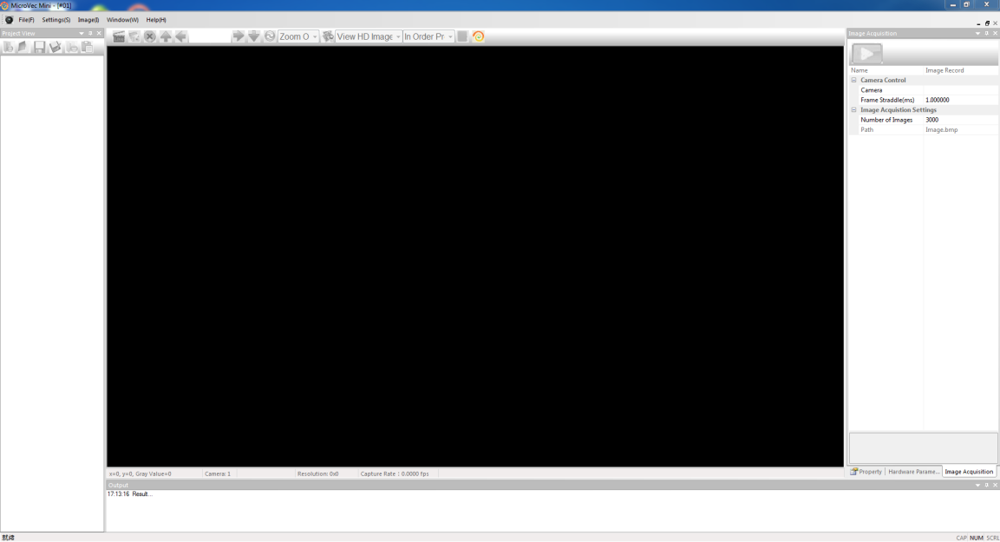 MicroVec Mini - [#01]
File(F) Settings(S) Image(I) Window(W) Help(H)
Project View
Zoom O
View HD Image
In Order Pr
Image Acquisition
Name Image Record
Camera Control
Camera
Frame Straddle(ms) 1.000000
Image Acquistion Settings
Number of Images 3000
Path Image.bmp
x=0, y=0, Gray Value=0 Camera: 1 Resolution: 0x0 Capture Rate : 0.0000 fps
Property Hardware Parame... Image Acquisition
Output
17:13:16 Result...
就绪
CAP NUM SCRL